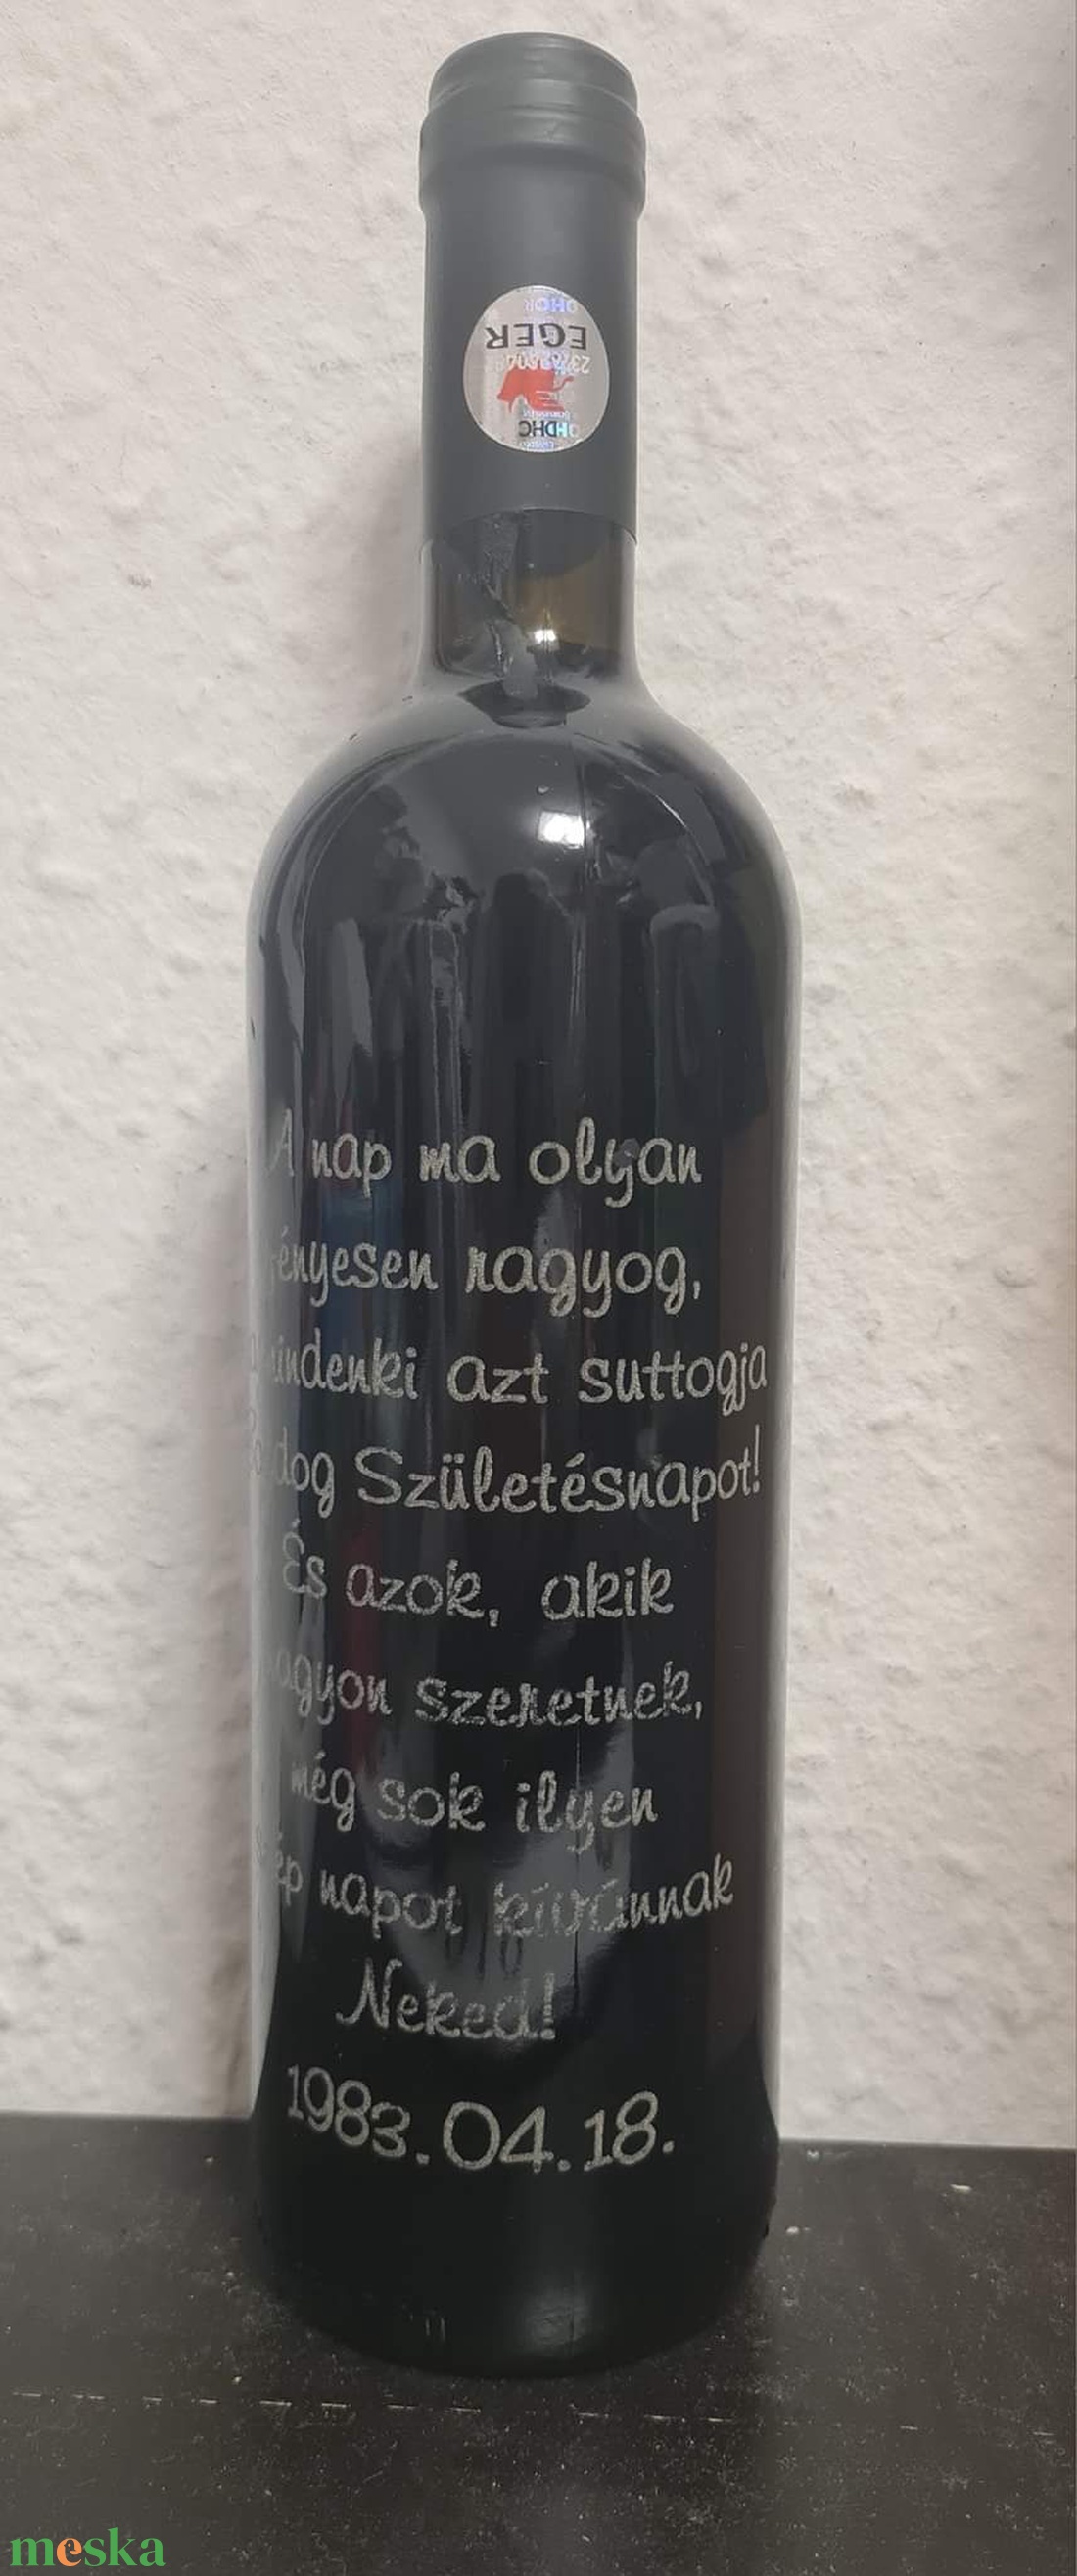 EGER
DHC
A nap ma olyan
fényesen ragyog,
mindenki azt suttogja
Boldog Születésnapot!
És azok, akik
nagyon szeretnek,
még sok ilyen
szép napot kívánnak
Neked!
1983.04.18.
meska